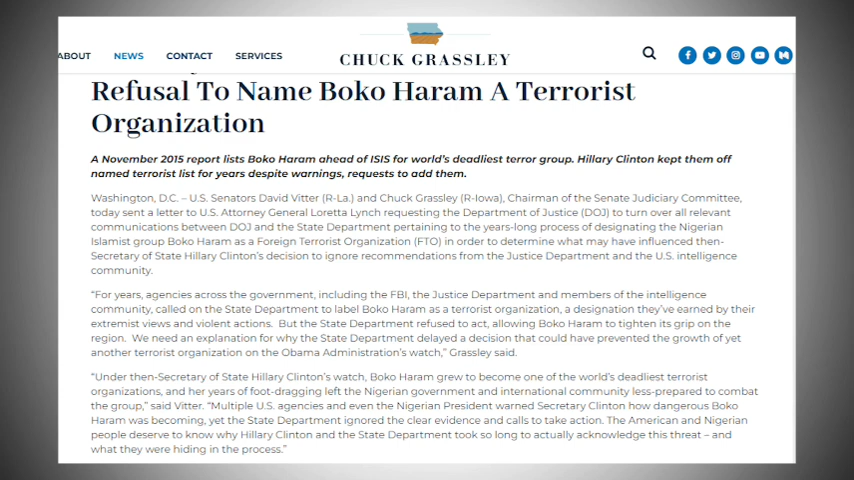 ABOUT NEWS CONTACT SERVICES CHUCK GRASSLEY
Refusal To Name Boko Haram A Terrorist
Organization
A November 2015 report lists Boko Haram ahead of ISIS for world's deadliest terror group. Hillary Clinton kept them off
named terrorist list for years despite warnings, requests to add them.
Washington, D.C. – U.S. Senators David Vitter (R-La.) and Chuck Grassley (R-Iowa), Chairman of the Senate Judiciary Committee,
today sent a letter to U.S. Attorney General Loretta Lynch requesting the Department of Justice (DOJ) to turn over all relevant
communications between DOJ and the State Department pertaining to the years-long process of designating the Nigerian
Islamist group Boko Haram as a Foreign Terrorist Organization (FTO) in order to determine what may have influenced then-
Secretary of State Hillary Clinton's decision to ignore recommendations from the Justice Department and the U.S. intelligence
community.
"For years, agencies across the government, including the FBI, the Justice Department and members of the intelligence
community, called on the State Department to label Boko Haram as a terrorist organization, a designation they've earned by their
extremist views and violent actions.  But the State Department refused to act, allowing Boko Haram to tighten its grip on the
region.  We need an explanation for why the State Department delayed a decision that could have prevented the growth of yet
another terrorist organization on the Obama Administration's watch," Grassley said.
"Under then-Secretary of State Hillary Clinton's watch, Boko Haram grew to become one of the world's deadliest terrorist
organizations, and her years of foot-dragging left the Nigerian government and international community less-prepared to combat
the group," said Vitter. "Multiple U.S. agencies and even the Nigerian President warned Secretary Clinton how dangerous Boko
Haram was becoming, yet the State Department ignored the clear evidence and calls to take action. The American and Nigerian
people deserve to know why Hillary Clinton and the State Department took so long to actually acknowledge this threat – and
what they were hiding in the process."